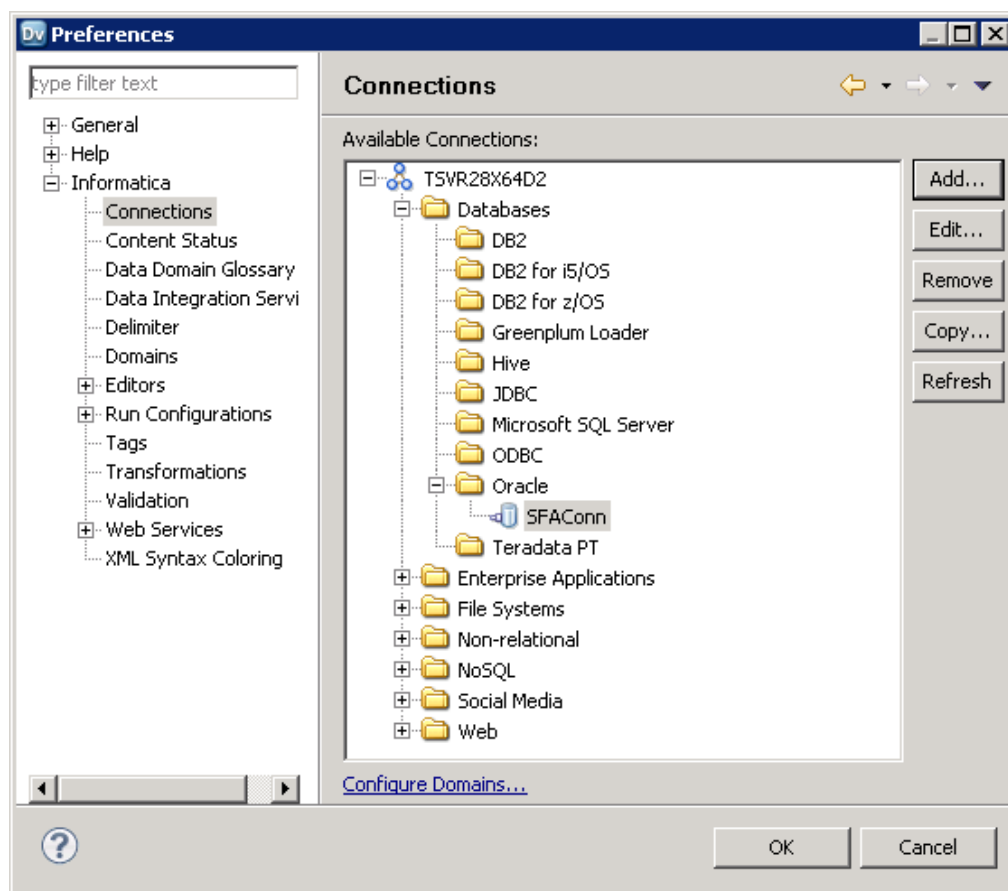 Dv Preferences
type filter text
General
Help
Informatica
Connections
Content Status
Data Domain Glossary
Data Integration Servi
Delimiter
Domains
Editors
Run Configurations
Tags
Transformations
Validation
Web Services
XML Syntax Coloring
Connections
Available Connections:
TSVR28X64D2
Databases
DB2
DB2 for i5/OS
DB2 for z/OS
Greenplum Loader
Hive
JDBC
Microsoft SQL Server
ODBC
Oracle
SFAConn
Teradata PT
Enterprise Applications
File Systems
Non-relational
NoSQL
Social Media
Web
Add...
Edit...
Remove
Copy...
Refresh
Configure Domains...
?
OK
Cancel